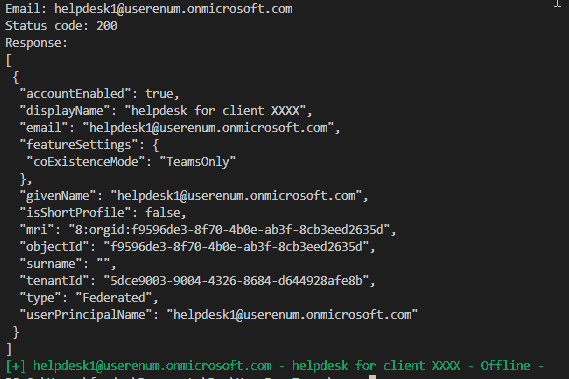 Email: helpdesk1@userenum.onmicrosoft.com
Status code: 200
Response:
[
 {
  "accountEnabled": true,
  "displayName": "helpdesk for client XXXX",
  "email": "helpdesk1@userenum.onmicrosoft.com",
  "featureSettings": {
   "coExistenceMode": "TeamsOnly"
  },
  "givenName": "helpdesk1@userenum.onmicrosoft.com",
  "isShortProfile": false,
  "mri": "8:orgid:f9596de3-8f70-4b0e-ab3f-8cb3eed2635d",
  "objectId": "f9596de3-8f70-4b0e-ab3f-8cb3eed2635d",
  "surname": "",
  "tenantId": "5dce9003-9004-4326-8684-d644928afe8b",
  "type": "Federated",
  "userPrincipalName": "helpdesk1@userenum.onmicrosoft.com"
 }
]
[+] helpdesk1@userenum.onmicrosoft.com - helpdesk for client XXXX - Offline -